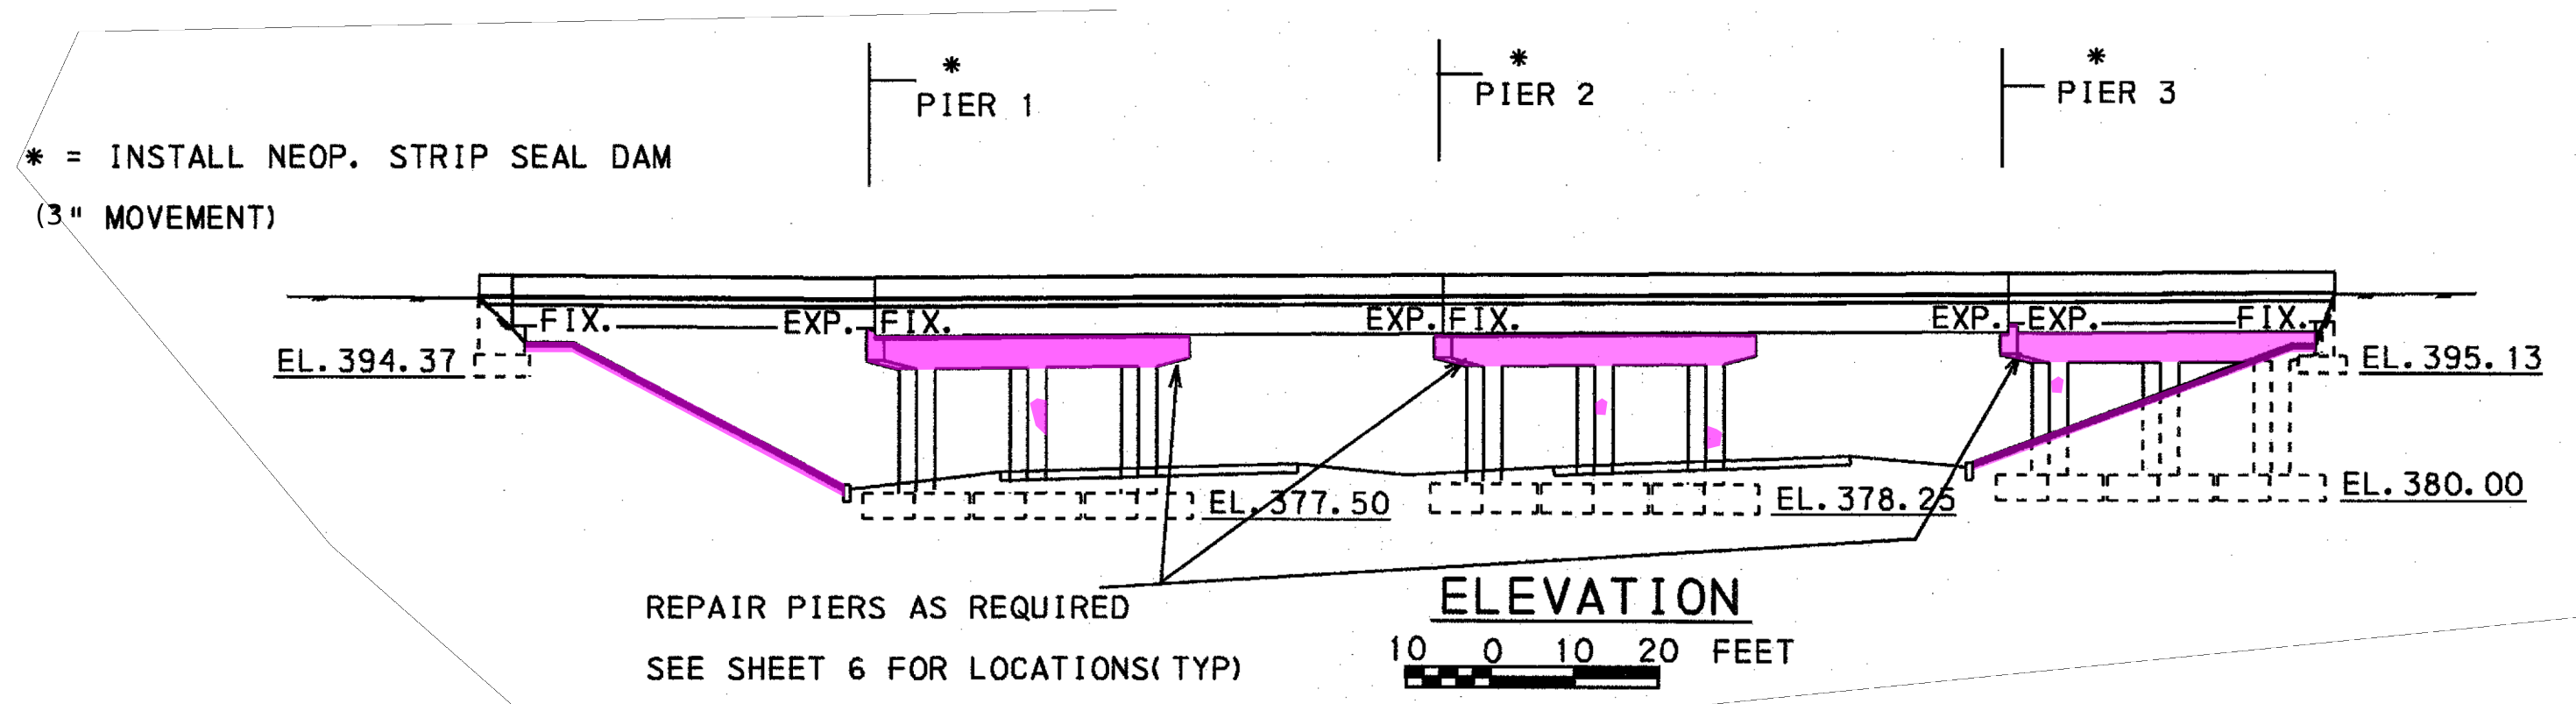 *
PIER 1
*
PIER 2
*
PIER 3
* = INSTALL NEOP. STRIP SEAL DAM
(3" MOVEMENT)
FIX. EXP. FIX. EXP. FIX. EXP. EXP. FIX.
EL.394.37
EL.395.13
EL.377.50
EL.378.25
EL.380.00
REPAIR PIERS AS REQUIRED
SEE SHEET 6 FOR LOCATIONS(TYP)
ELEVATION
10 0 10 20 FEET